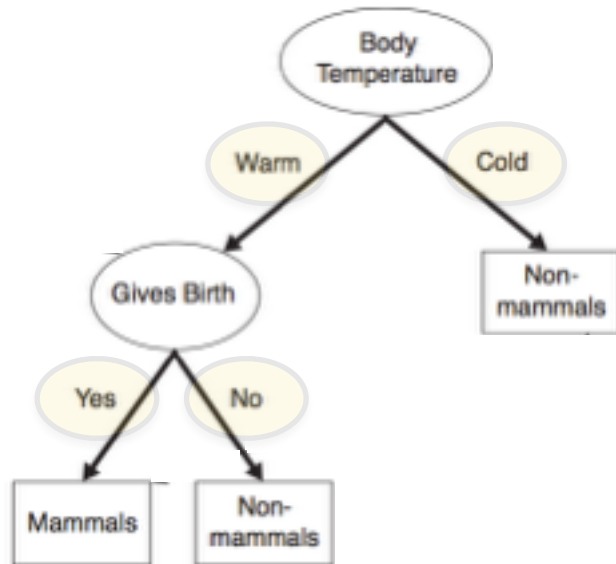 Body
Temperature
Warm
Cold
Gives Birth
Non-
mammals
Yes
No
Mammals
Non-
mammals